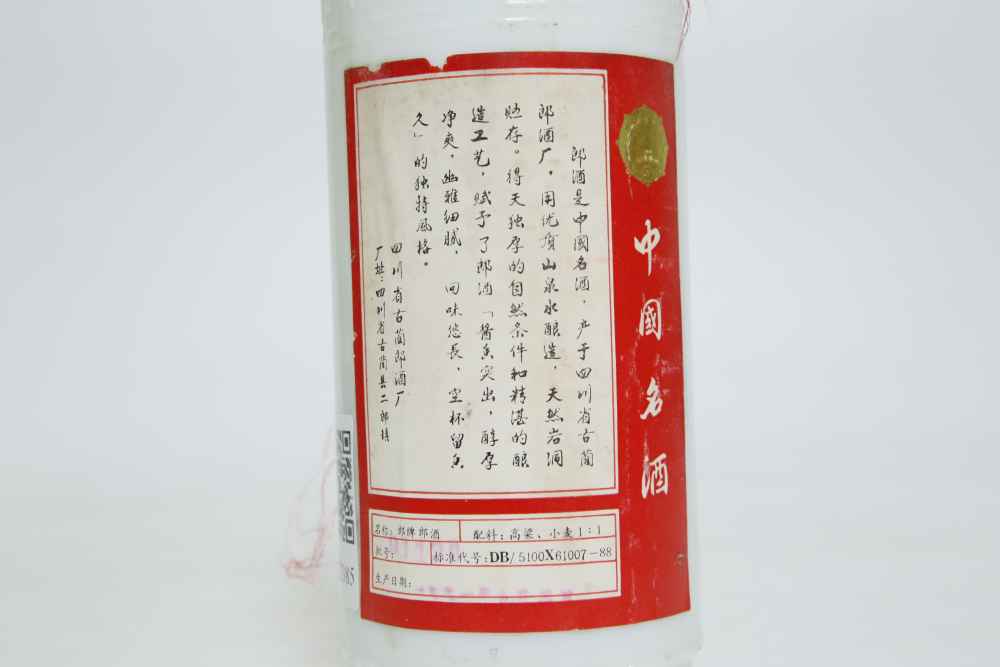 中國名酒
郎酒是中國名酒，产于四川省古蔺
郎酒厂。用优质山泉水酿造，天然岩洞
贮存。得天独厚的自然条件和精湛的酿
造工艺，赋予了郎酒「酱香突出，醇厚
净爽，幽雅细腻，回味悠長，空杯留香
久」的独特风格。
四川省古蔺郎酒厂
厂址：四川省古蔺县二郎镇
名称：郎牌郎酒
配料：高粱、小麦1：1
批号：
标准代号：DB/5100X61007-88
生产日期：